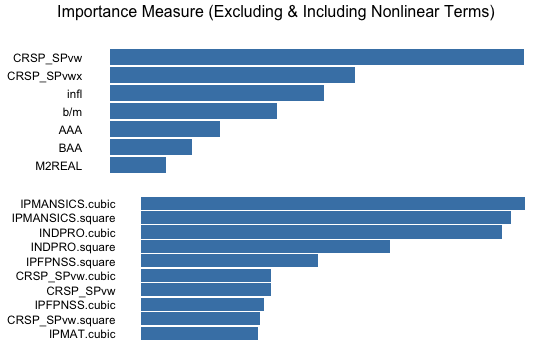 Importance Measure (Excluding & Including Nonlinear Terms)
CRSP_SPvw
CRSP_SPvwx
infl
b/m
AAA
BAA
M2REAL
IPMANSICS.cubic
IPMANSICS.square
INDPRO.cubic
INDPRO.square
IPFPNSS.square
CRSP_SPvw.cubic
CRSP_SPvw
IPFPNSS.cubic
CRSP_SPvw.square
IPMAT.cubic